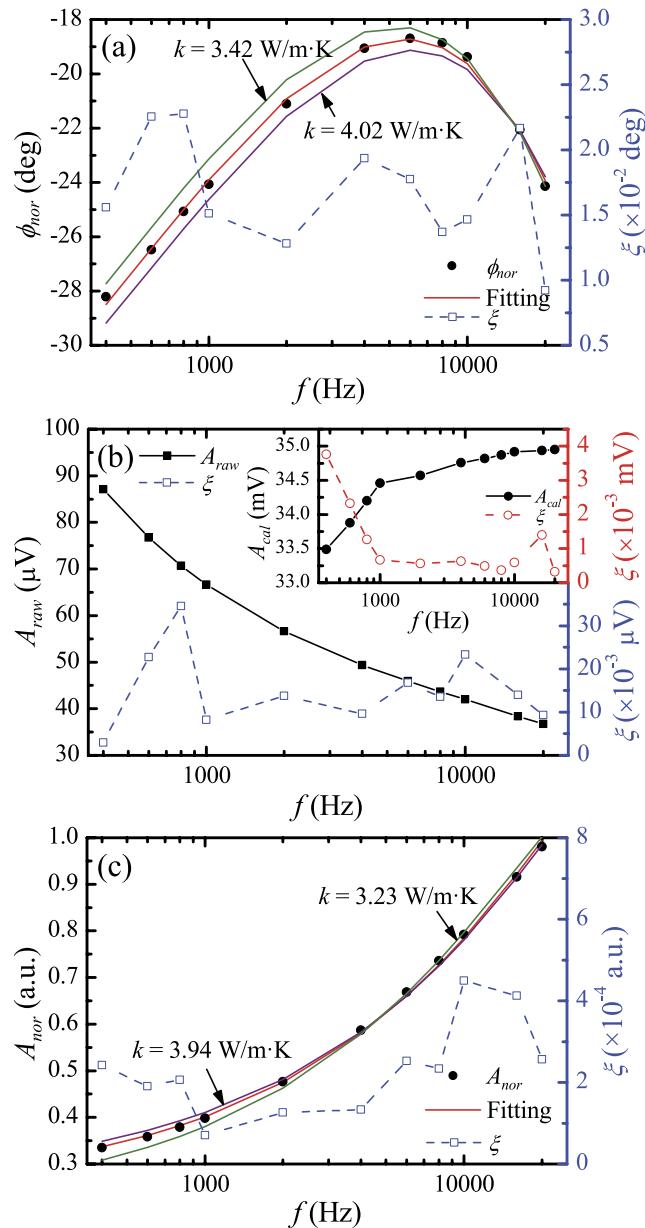 (a)
k = 3.42 W/m·K
k = 4.02 W/m·K
ϕnor
Fitting
ξ
-18
-20
-22
-24
-26
-28
-30
ϕnor (deg)
3.0
2.5
2.0
1.5
1.0
0.5
ξ (×10⁻² deg)
1000
10000
f (Hz)
(b)
Araw
ξ
100
90
80
70
60
50
40
30
Araw (μV)
35.0
34.5
34.0
33.5
33.0
Acal (mV)
Acal
ξ
4
3
2
1
0
ξ (×10⁻³ mV)
1000
10000
f (Hz)
30
20
10
0
ξ (×10⁻³ μV)
1000
10000
f (Hz)
(c)
k = 3.23 W/m·K
k = 3.94 W/m·K
Anor
Fitting
ξ
1.0
0.9
0.8
0.7
0.6
0.5
0.4
0.3
Anor (a.u.)
8
6
4
2
0
ξ (×10⁻⁴ a.u.)
1000
10000
f (Hz)